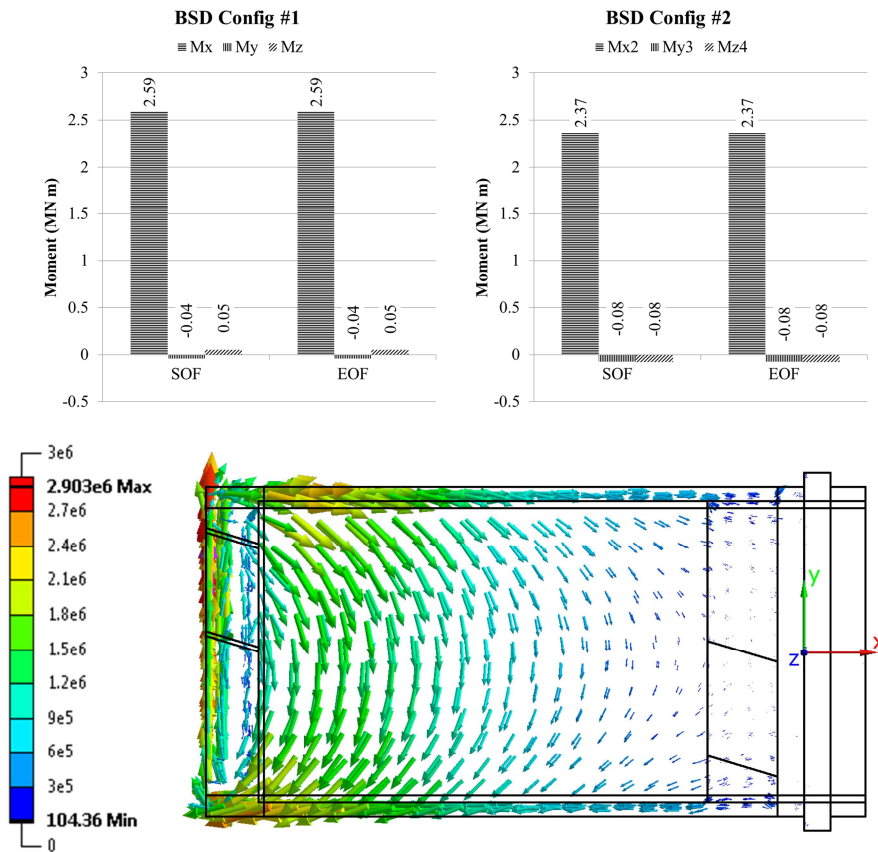 BSD Config #1
Mx My Mz
3
2.5
2
1.5
1
0.5
0
-0.5
Moment (MN m)
2.59
-0.04
0.05
2.59
-0.04
0.05
SOF
EOF
BSD Config #2
Mx2 My3 Mz4
3
2.5
2
1.5
1
0.5
0
-0.5
Moment (MN m)
2.37
-0.08
-0.08
2.37
-0.08
-0.08
SOF
EOF
3e6
2.903e6 Max
2.7e6
2.4e6
2.1e6
1.8e6
1.5e6
1.2e6
9e5
6e5
3e5
104.36 Min
0
y
z
x